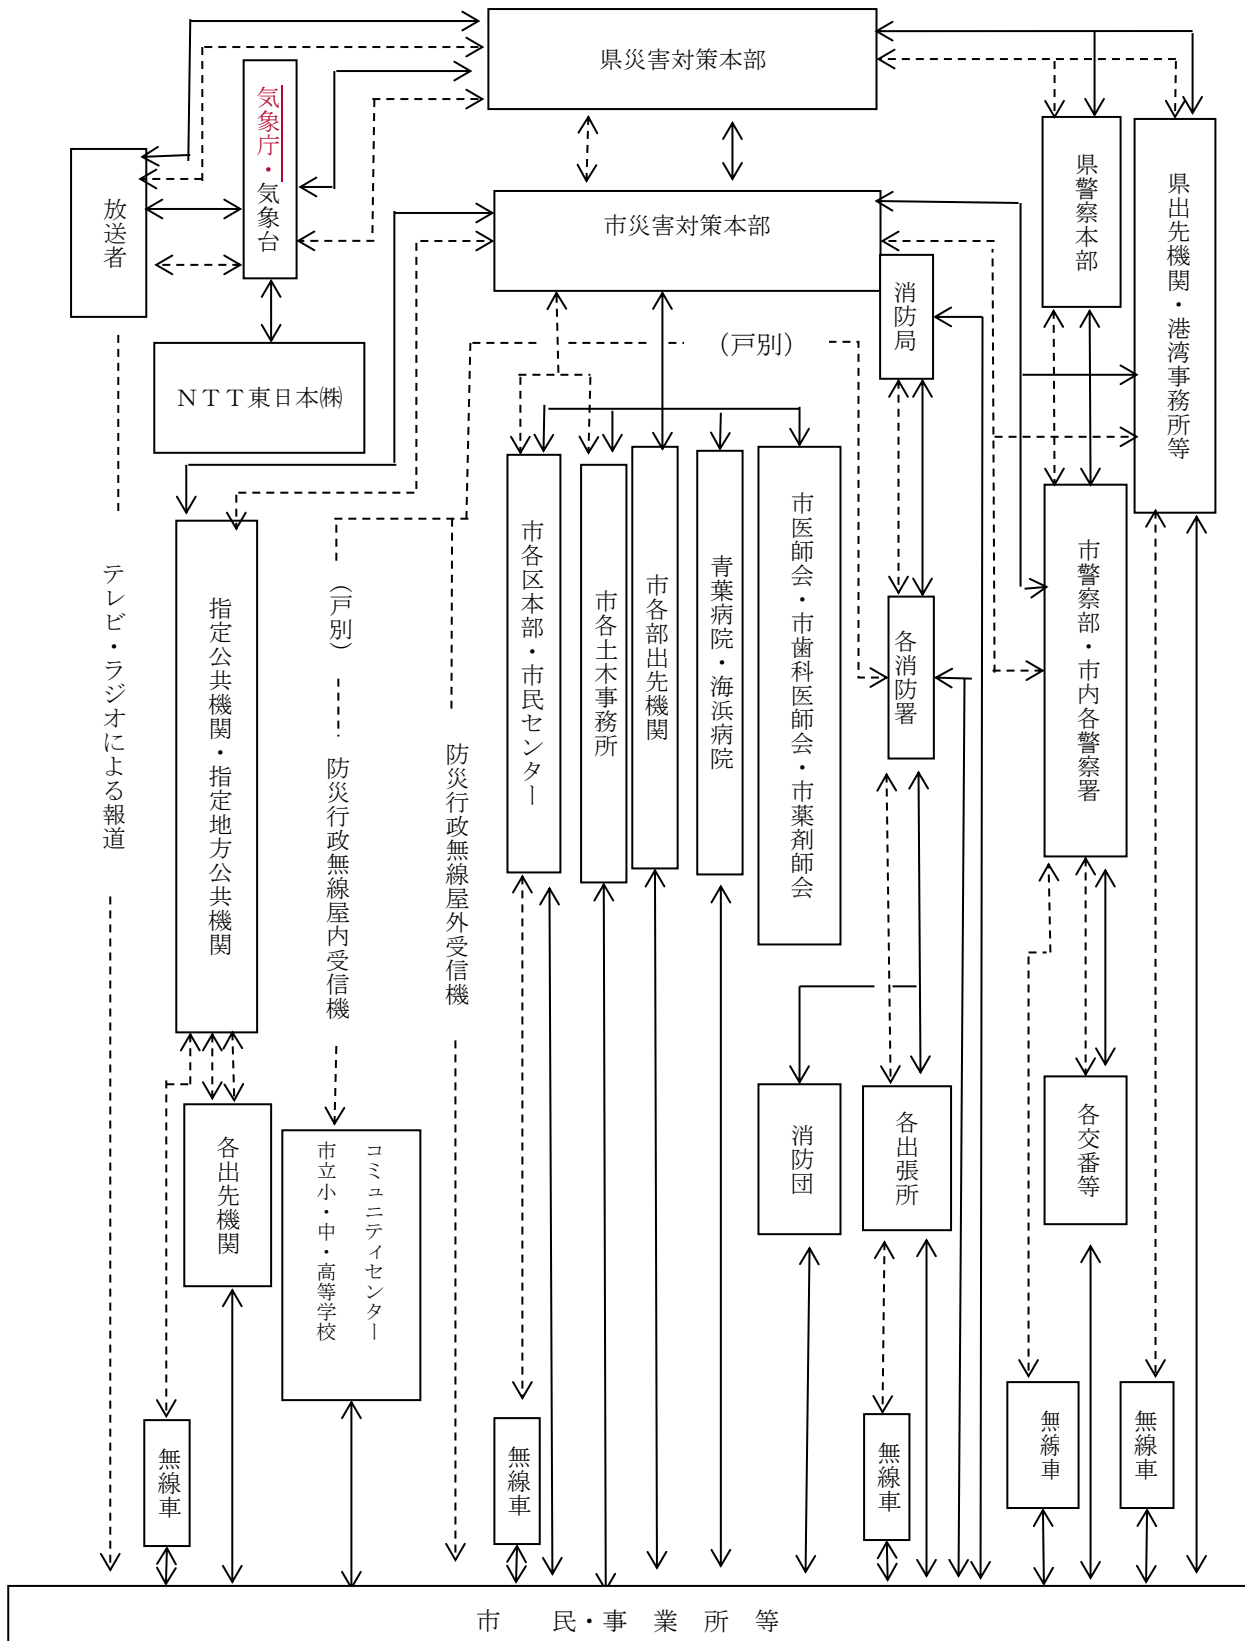 県災害対策本部
気象庁・気象台
放送者
市災害対策本部
県警察本部
県出先機関・港湾事務所等
消防局
(戸別)
NTT東日本㈱
テレビ・ラジオによる報道
指定公共機関・指定地方公共機関
(戸別)
防災行政無線屋内受信機
防災行政無線屋外受信機
市各区本部・市民センター
市各土木事務所
市各部出先機関
青葉病院・海浜病院
市医師会・市歯科医師会・市薬剤師会
各消防署
市警察部・市内各警察署
各出先機関
コミュニティセンター
市立小・中・高等学校
消防団
各出張所
各交番等
無線車
無線車
無線車
無線車
無線車
市 民・事 業 所 等